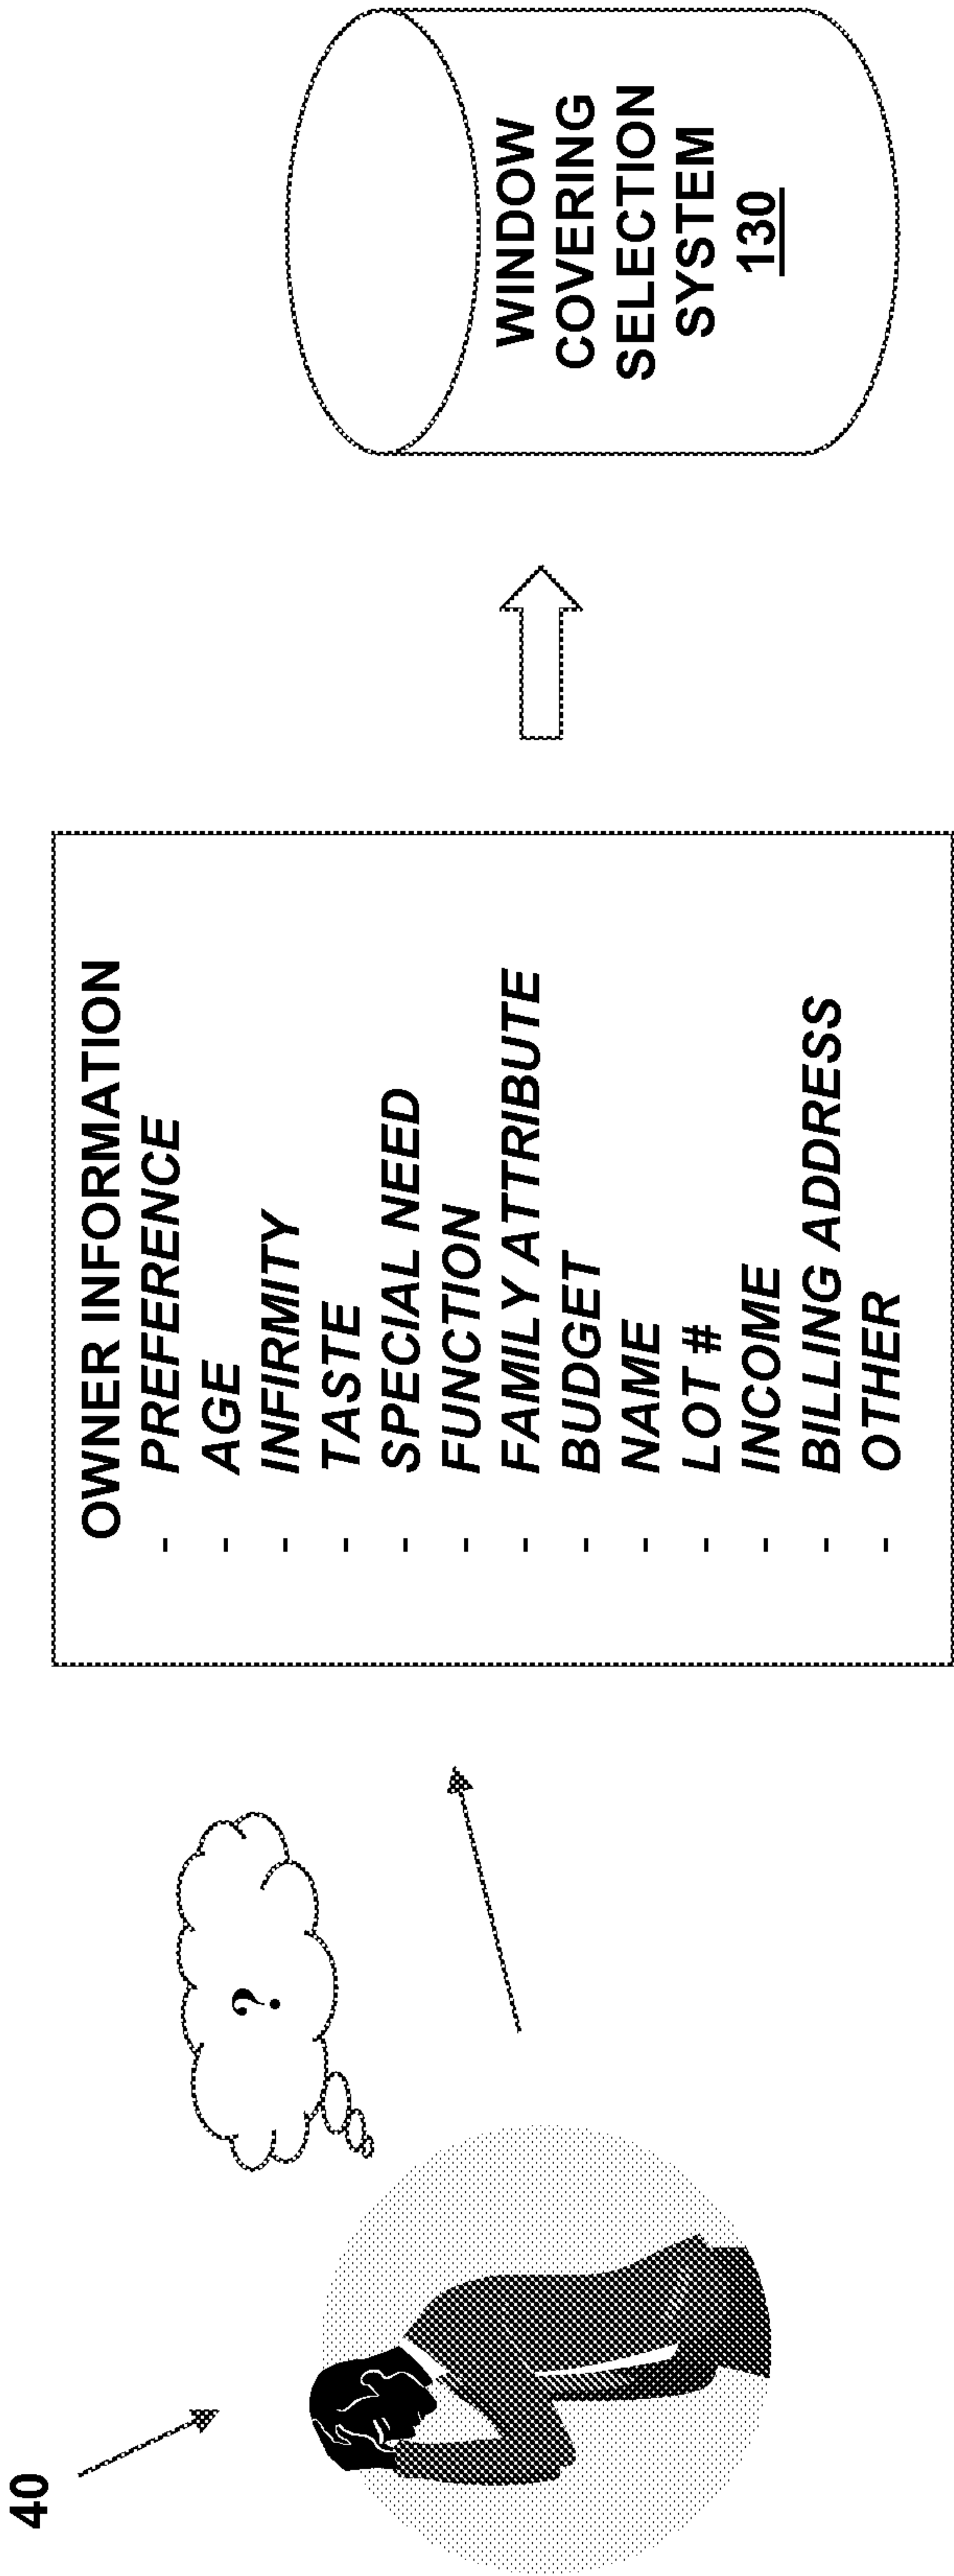 40
?
OWNER INFORMATION
- PREFERENCE
- AGE
- INFIRMITY
- TASTE
- SPECIAL NEED
- FUNCTION
- FAMILY ATTRIBUTE
- BUDGET
- NAME
- LOT #
- INCOME
- BILLING ADDRESS
- OTHER
WINDOW
COVERING
SELECTION
SYSTEM
130